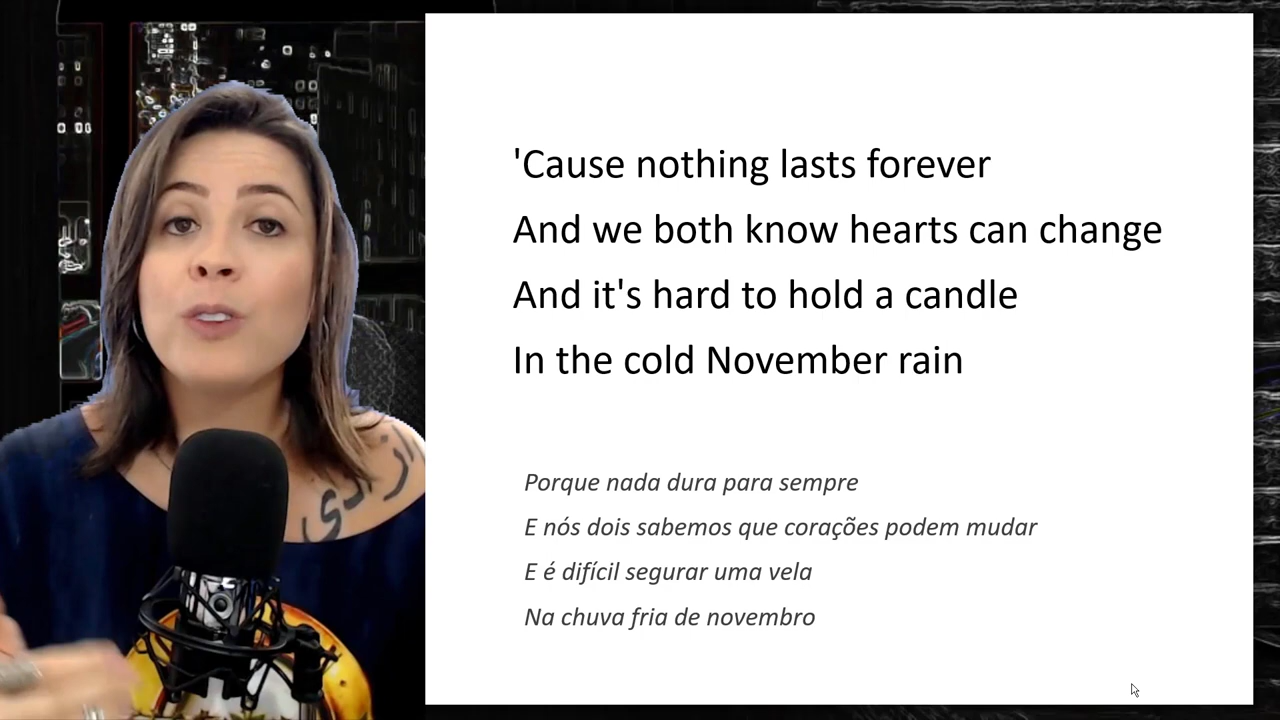 'Cause nothing lasts forever
And we both know hearts can change
And it's hard to hold a candle
In the cold November rain
Porque nada dura para sempre
E nós dois sabemos que corações podem mudar
E é difícil segurar uma vela
Na chuva fria de novembro